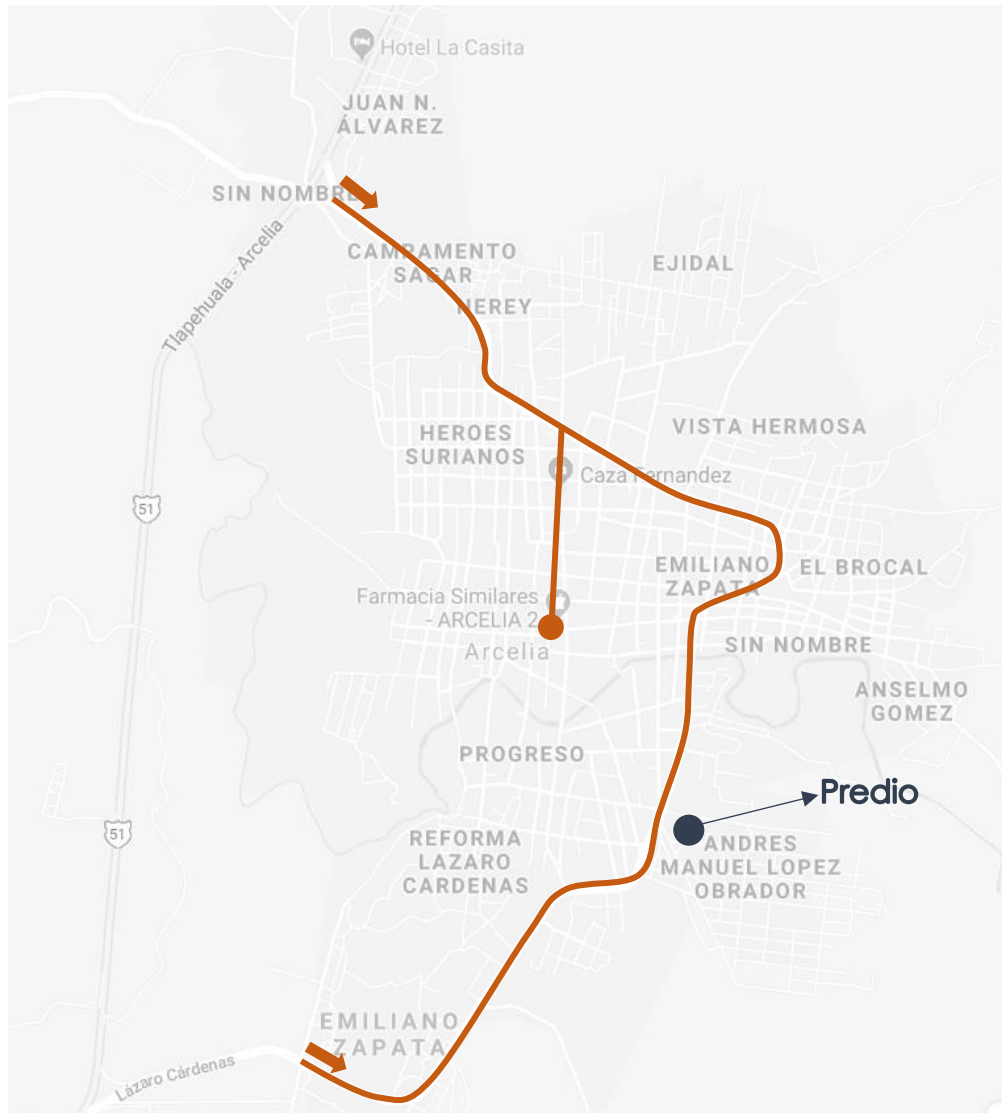 Hotel La Casita
JUAN N.
ÁLVAREZ
SIN NOMBRE
CAMPAMENTO
SAGAR
NEREY
EJIDAL
Tlapehuala - Arcelia
HEROES
SURIANOS
VISTA HERMOSA
Caza Fernandez
51
EMILIANO
ZAPATA
EL BROCAL
Farmacia Similares
- ARCELIA 2
Arcelia
SIN NOMBRE
ANSELMO
GOMEZ
PROGRESO
Predio
51
REFORMA
LAZARO
CARDENAS
ANDRES
MANUEL LOPEZ
OBRADOR
EMILIANO
ZAPATA
Lázaro Cárdenas